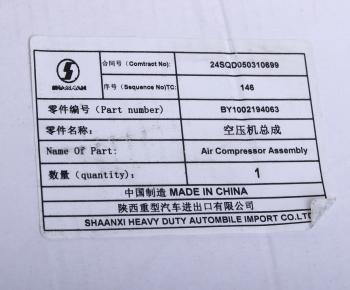 合同号: (Comtract No): 24SQD050310699
SHACMAN
序号: (Sequence No)TC: 146
零件编号 (Part number) BY1002194063
零件名称: 空压机总成
Name Of Part: Air Compressor Assembly
数量 (quantity): 1
中国制造 MADE IN CHINA
陕西重型汽车进出口有限公司
SHAANXI HEAVY DUTY AUTOMBILE IMPORT CO.LTD